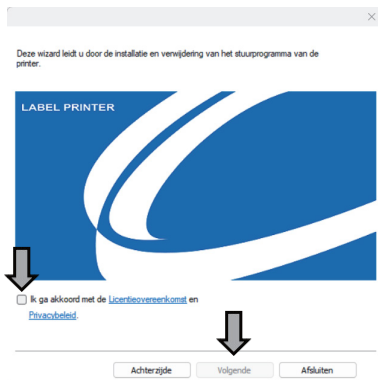 Deze wizard leidt u door de installatie en verwijdering van het stuurprogramma van de
printer.
LABEL PRINTER
Ik ga akkoord met de Licentieovereenkomst en
Privacybeleid.
Achterzijde
Volgende
Afsluiten